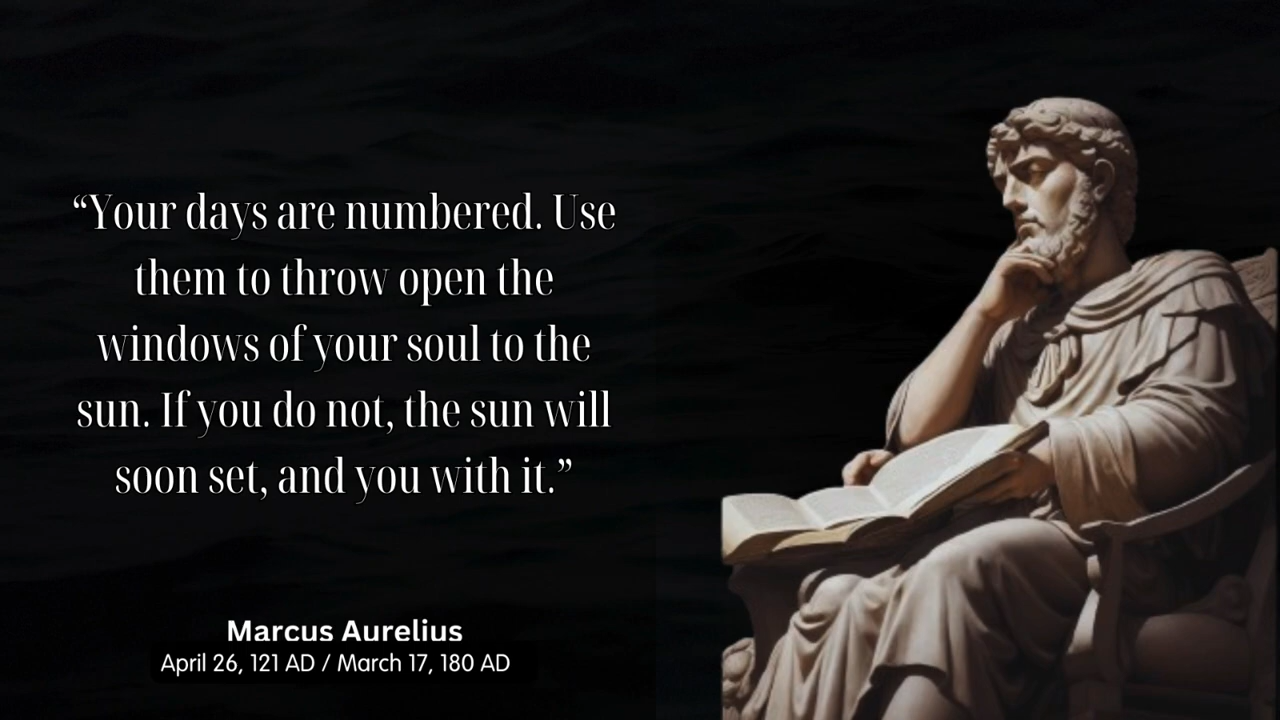 “Your days are numbered. Use
them to throw open the
windows of your soul to the
sun. If you do not, the sun will
soon set, and you with it.”
Marcus Aurelius
April 26, 121 AD / March 17, 180 AD